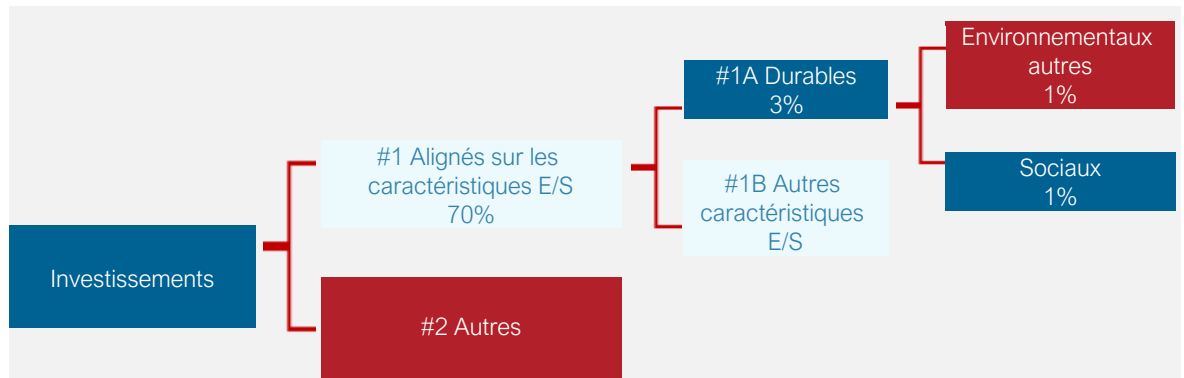 Investissements
#1 Alignés sur les
caractéristiques E/S
70%
#2 Autres
#1A Durables
3%
#1B Autres
caractéristiques
E/S
Environnementaux
autres
1%
Sociaux
1%